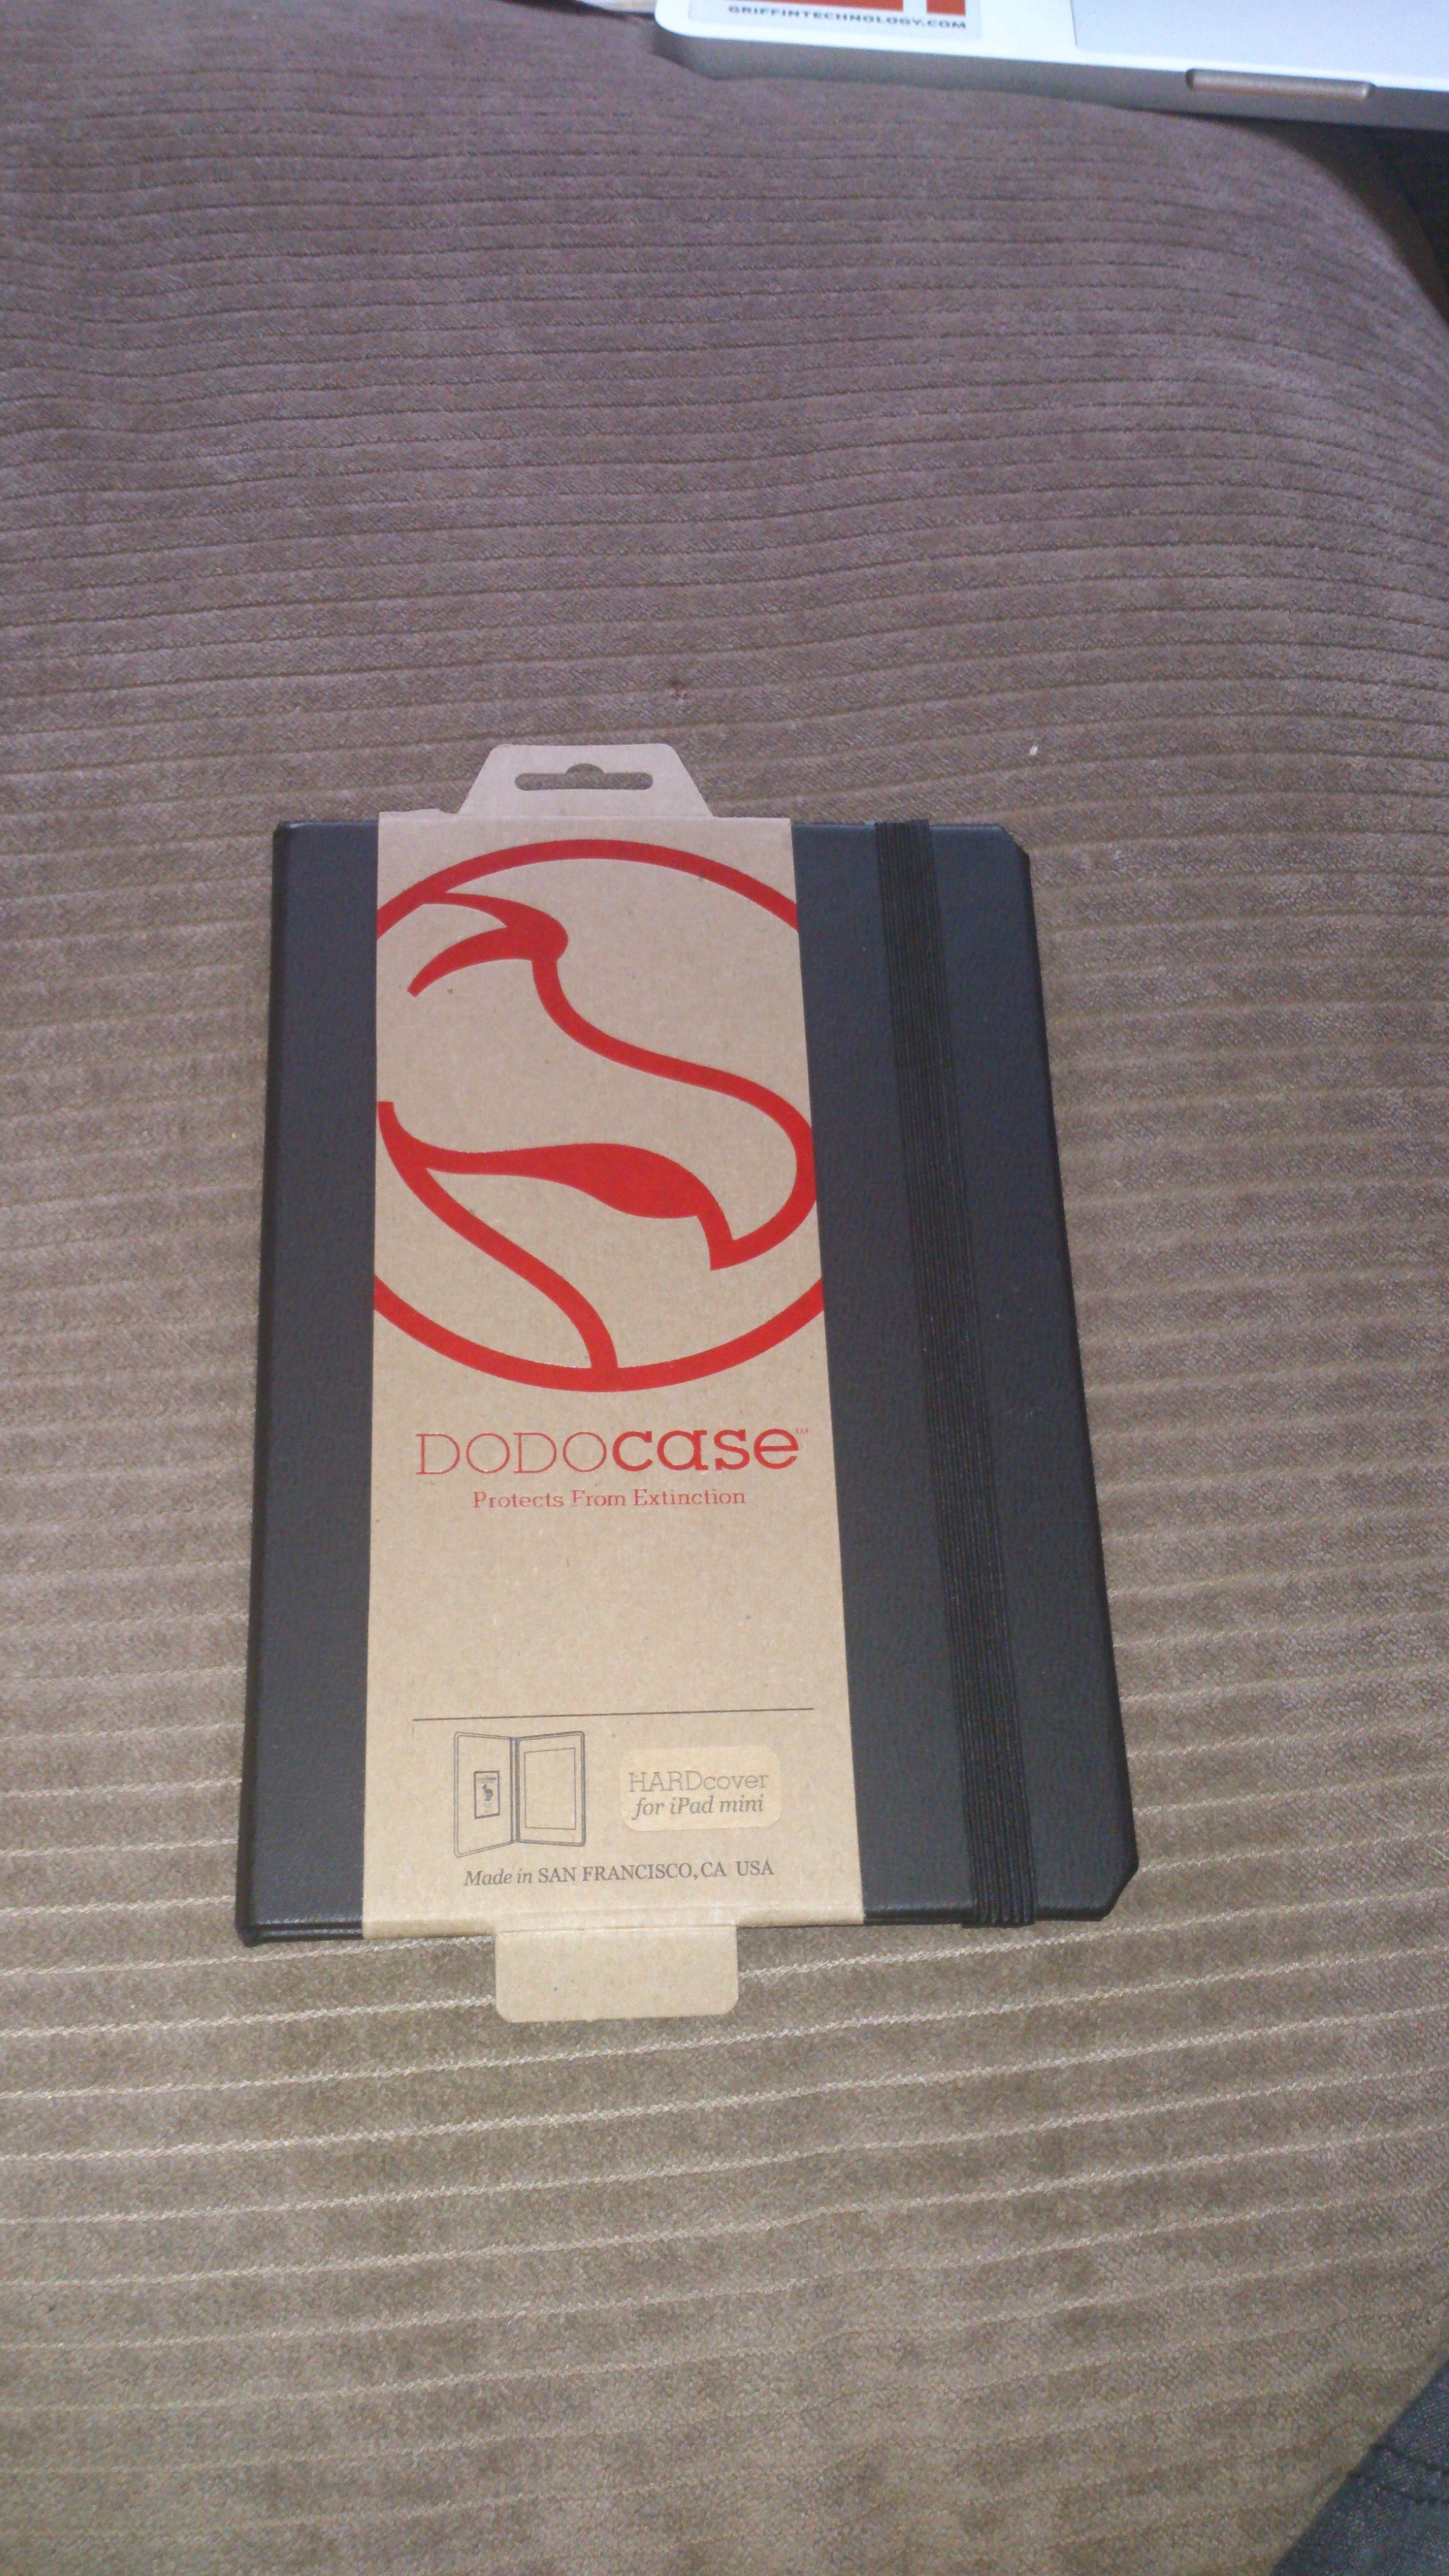 GRIFFINTECHNOLOGY.COM
DODOcase™
Protects From Extinction
HARDcover
for iPad mini
Made in SAN FRANCISCO, CA USA